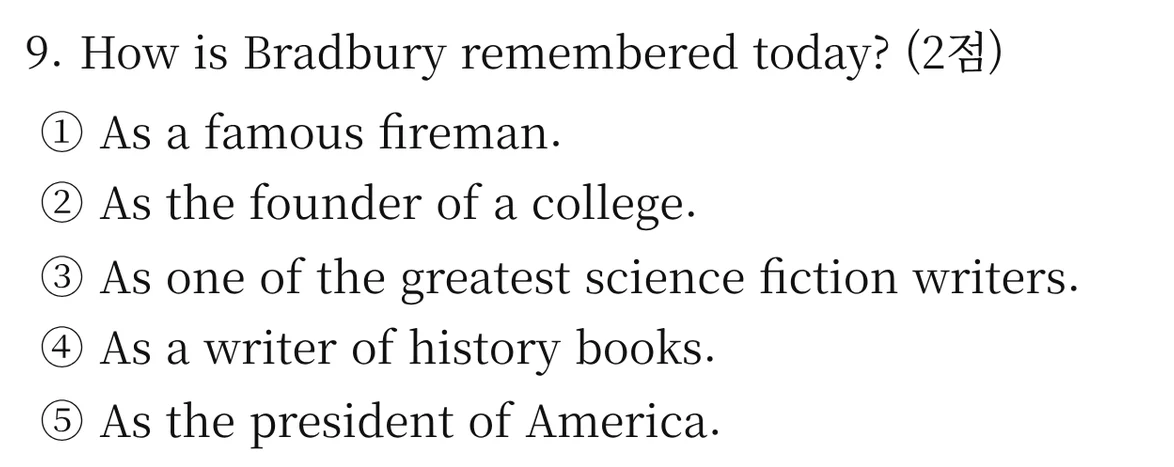 9. How is Bradbury remembered today? (2점)
① As a famous fireman.
② As the founder of a college.
③ As one of the greatest science fiction writers.
④ As a writer of history books.
⑤ As the president of America.